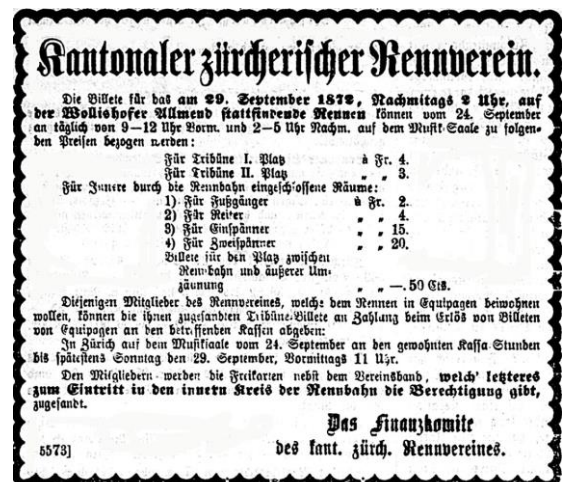 Kantonaler zürcherischer Rennverein.
Die Billete für das am 29. September 1872, Nachmitags 2 Uhr, auf
der Wollishofer Allmend stattfindende Rennen können vom 24. September
an täglich von 9—12 Uhr Vorm. und 2—5 Uhr Nachm. auf dem Musik-Saale zu folgen-
den Preisen bezogen werden:
Für Tribüne I. Platz à Fr. 4.
Für Tribüne II. Platz „ „ 3.
Für Innere durch die Rennbahn eingeschlossene Räume:
1) Für Fußgänger à Fr. 2.
2) Für Reiter „ „ 4.
3) Für Einspänner „ „ 15.
4) Für Zweispänner „ „ 20.
Billete für den Platz zwischen
Rennbahn und äußerer Um-
zäunung „ „ —. 50 Cts.
Diejenigen Mitglieder des Rennvereines, welche dem Rennen in Equipagen beiwohnen
wollen, können die ihnen zugesandten Tribüne-Billete an Zahlung beim Erlös von Billeten
von Equipagen an den betreffenden Kassen abgeben:
In Zürich auf dem Musiksaale vom 24. September an den gewohnten Kassa-Stunden
bis spätestens Sonntag den 29. September, Vormittags 11 Uhr.
Den Mitgliedern werden die Freikarten nebst dem Vereinsband, welch' letzteres
zum Eintritt in den innern Kreis der Rennbahn die Berechtigung gibt,
zugesandt.
Das Finanzkomite
5573] des kant. zürch. Rennvereines.